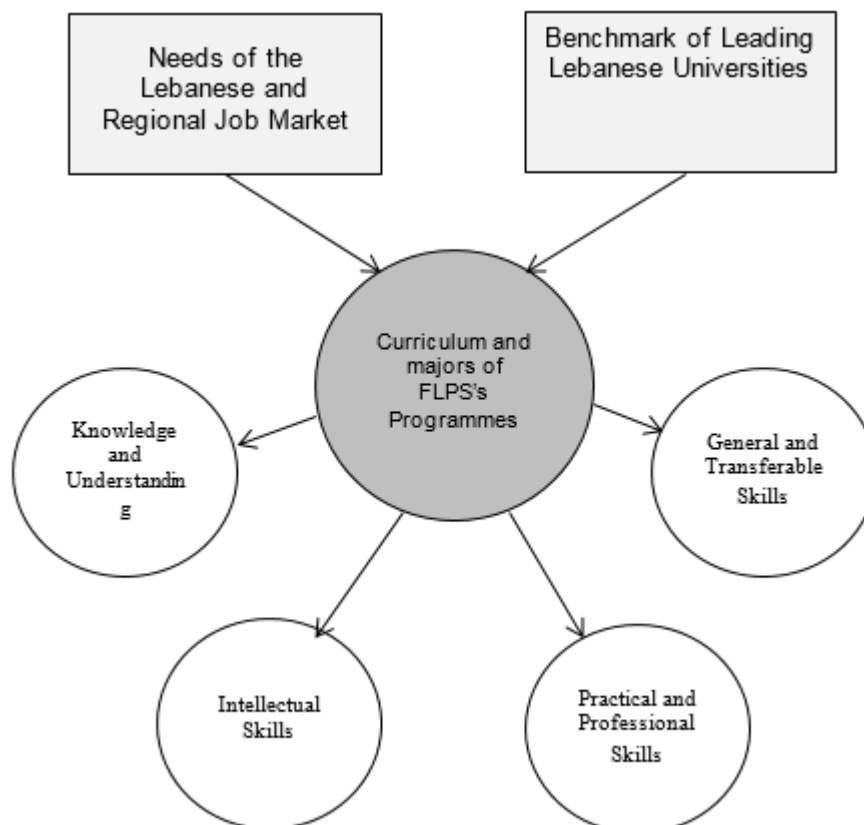 Needs of the
Lebanese and
Regional Job Market
Benchmark of Leading
Lebanese Universities
Curriculum and
majors of
FLPS's
Programmes
Knowledge
and
Understandin
g
General and
Transferable
Skills
Intellectual
Skills
Practical and
Professional
Skills